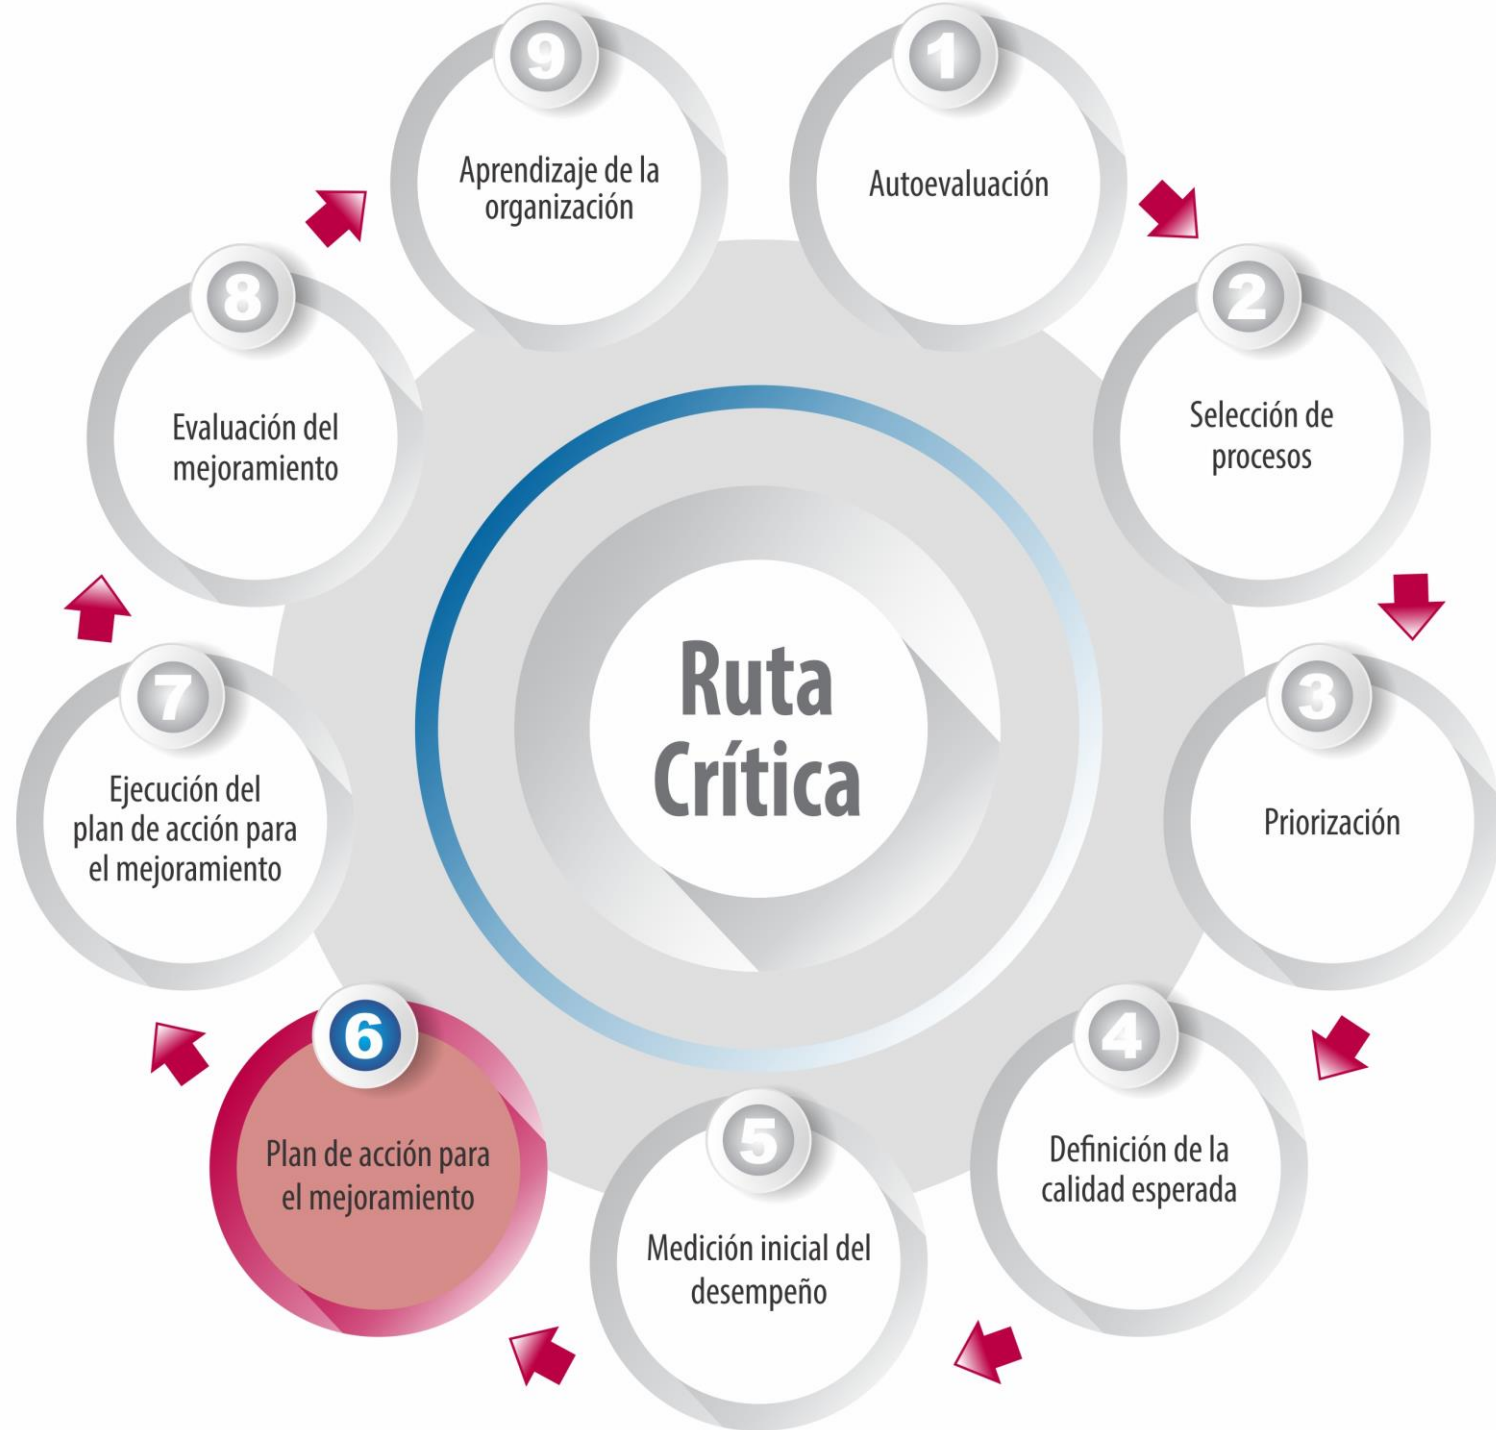 Ruta
Crítica
1
Autoevaluación
2
Selección de
procesos
3
Priorización
4
Definición de la
calidad esperada
5
Medición inicial del
desempeño
6
Plan de acción para
el mejoramiento
7
Ejecución del
plan de acción para
el mejoramiento
8
Evaluación del
mejoramiento
9
Aprendizaje de la
organización